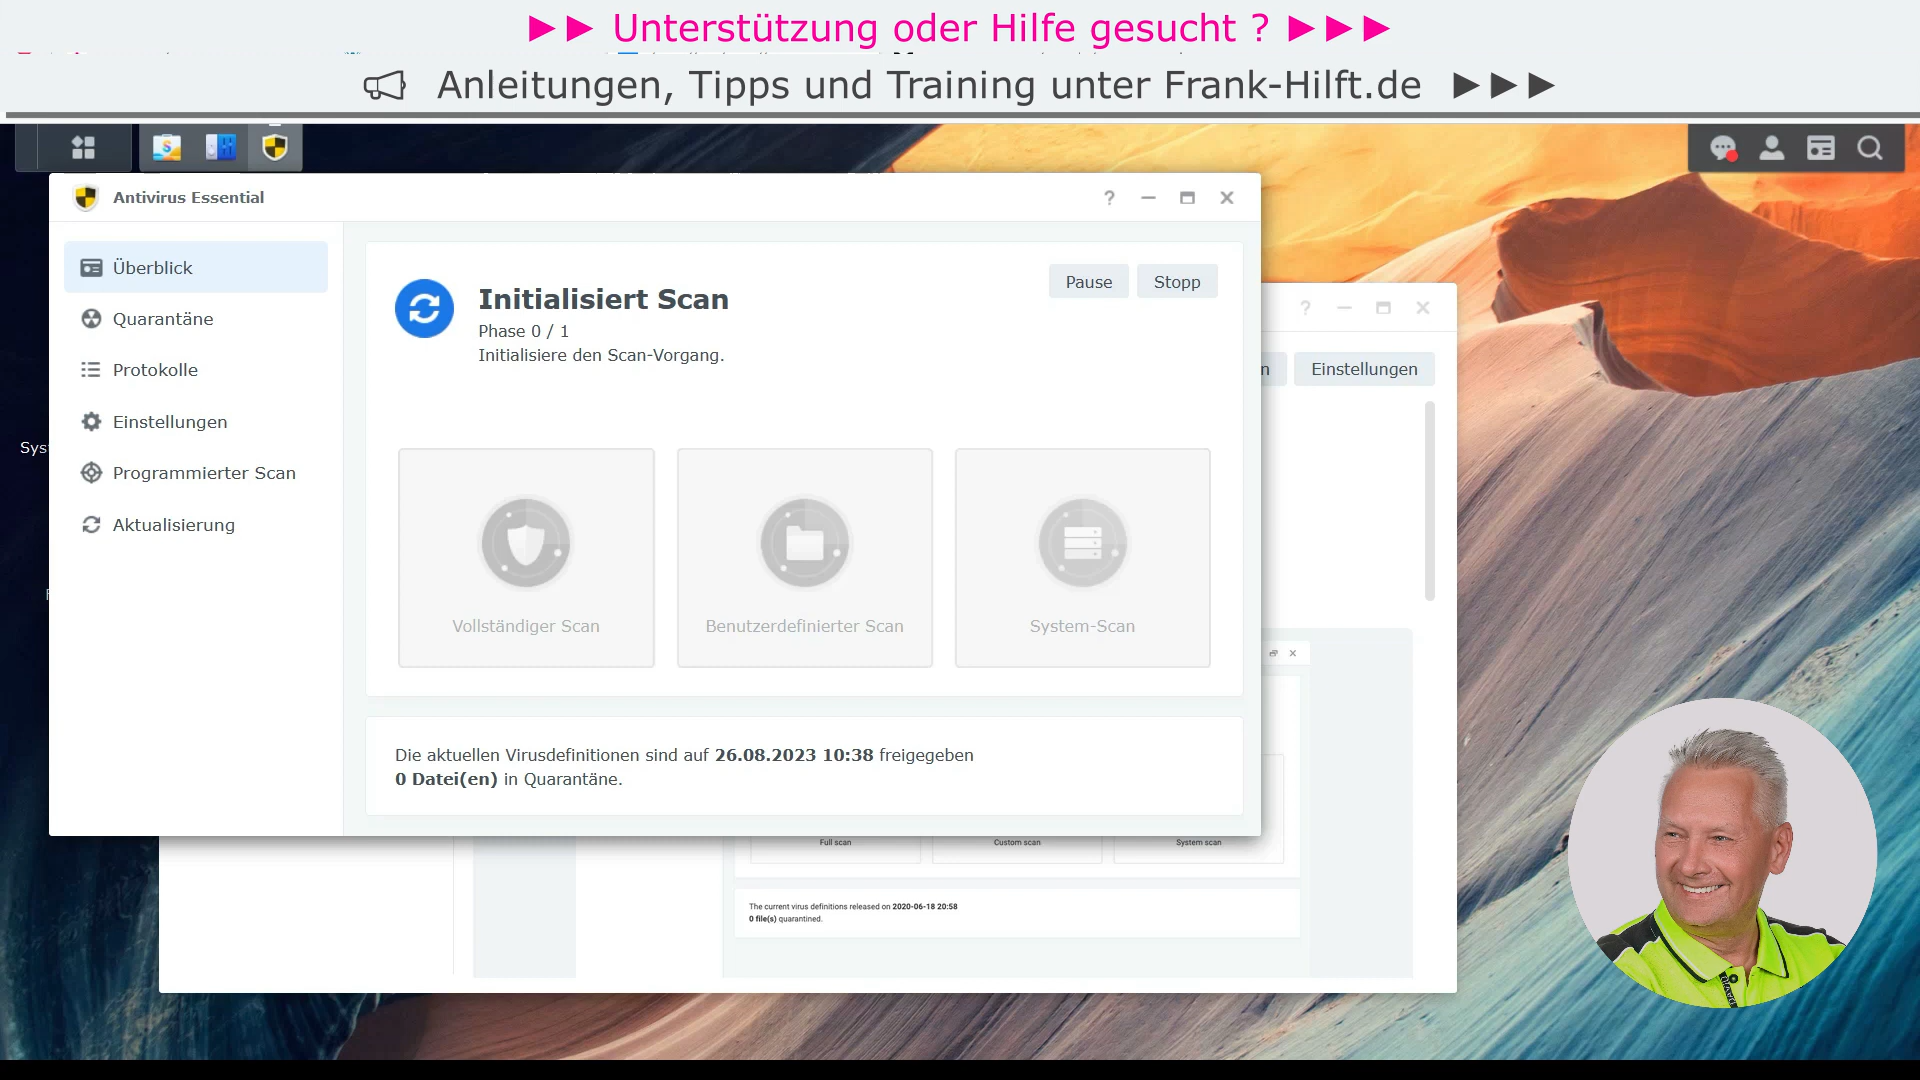 ▶▶ Unterstützung oder Hilfe gesucht ? ▶▶▶
Anleitungen, Tipps und Training unter Frank-Hilft.de ▶▶▶
Antivirus Essential
Überblick
Quarantäne
Protokolle
Einstellungen
Programmierter Scan
Aktualisierung
Initialisiert Scan
Phase 0 / 1
Initialisiere den Scan-Vorgang.
Pause
Stopp
Vollständiger Scan
Benutzerdefinierter Scan
System-Scan
Die aktuellen Virusdefinitionen sind auf 26.08.2023 10:38 freigegeben
0 Datei(en) in Quarantäne.
Einstellungen
Full scan
Custom scan
System scan
The current virus definitions released on 2020-06-18 20:58
0 file(s) quarantined.